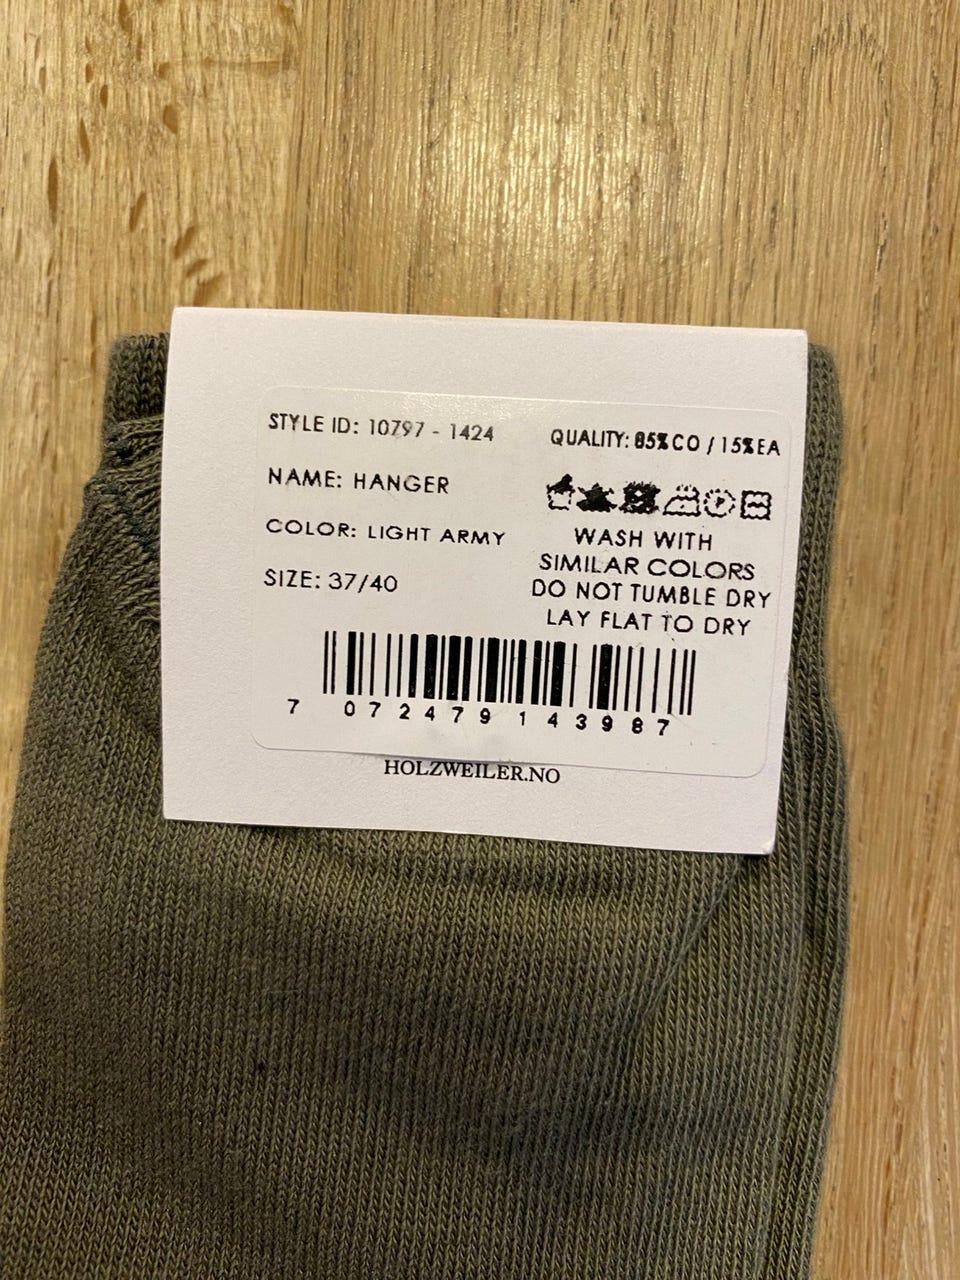 STYLE ID: 10797 - 1424
NAME: HANGER
COLOR: LIGHT ARMY
SIZE: 37/40
QUALITY: 85%CO / 15%EA
WASH WITH
SIMILAR COLORS
DO NOT TUMBLE DRY
LAY FLAT TO DRY
7 072479 143987
HOLZWEILER.NO